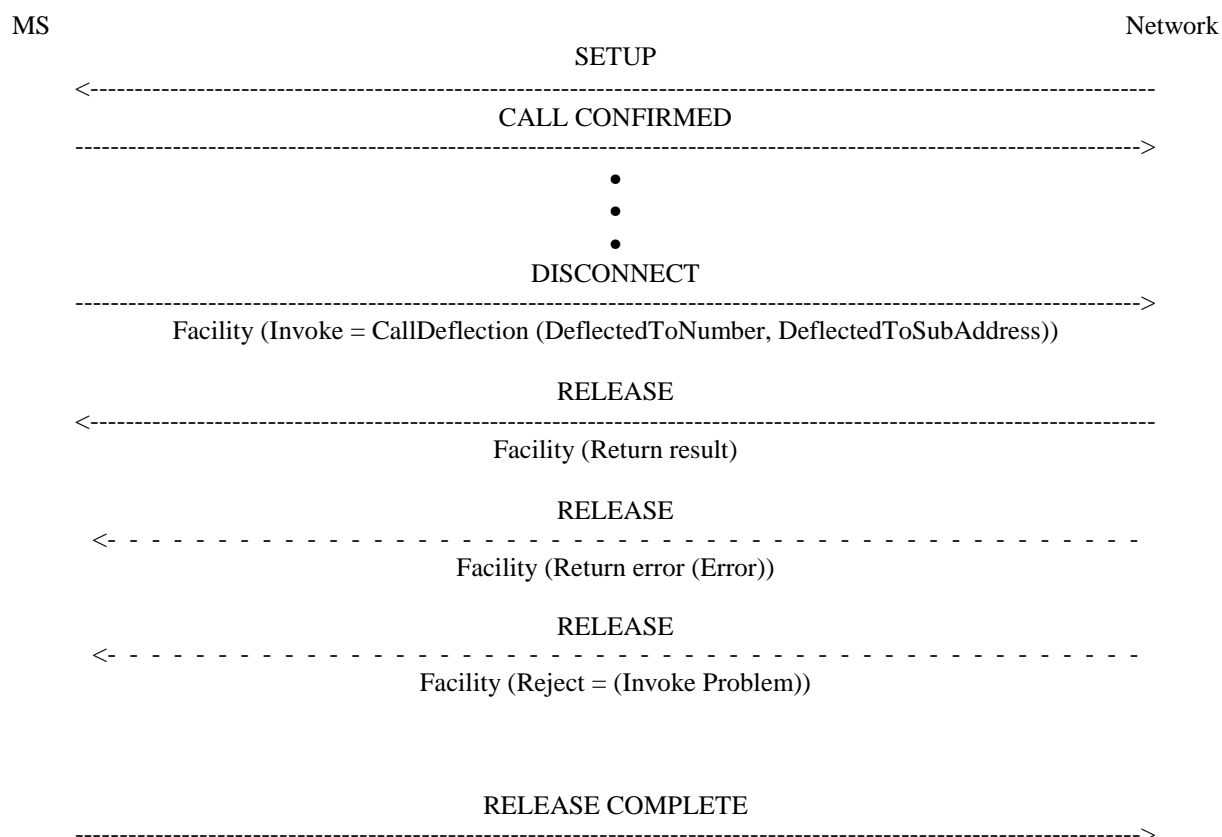 MS Network
SETUP
<------------------------------------------------------------------------------------------------------------------------
CALL CONFIRMED
------------------------------------------------------------------------------------------------------------------------>
•
•
•
DISCONNECT
------------------------------------------------------------------------------------------------------------------------>
Facility (Invoke = CallDeflection (DeflectedToNumber, DeflectedToSubAddress))
RELEASE
<------------------------------------------------------------------------------------------------------------------------
Facility (Return result)
RELEASE
<- - - - - - - - - - - - - - - - - - - - - - - - - - - - - - - - - - - - - - - - - - - - - - -
Facility (Return error (Error))
RELEASE
<- - - - - - - - - - - - - - - - - - - - - - - - - - - - - - - - - - - - - - - - - - - - - - -
Facility (Reject = (Invoke Problem))
RELEASE COMPLETE
------------------------------------------------------------------------------------------------------------------------>